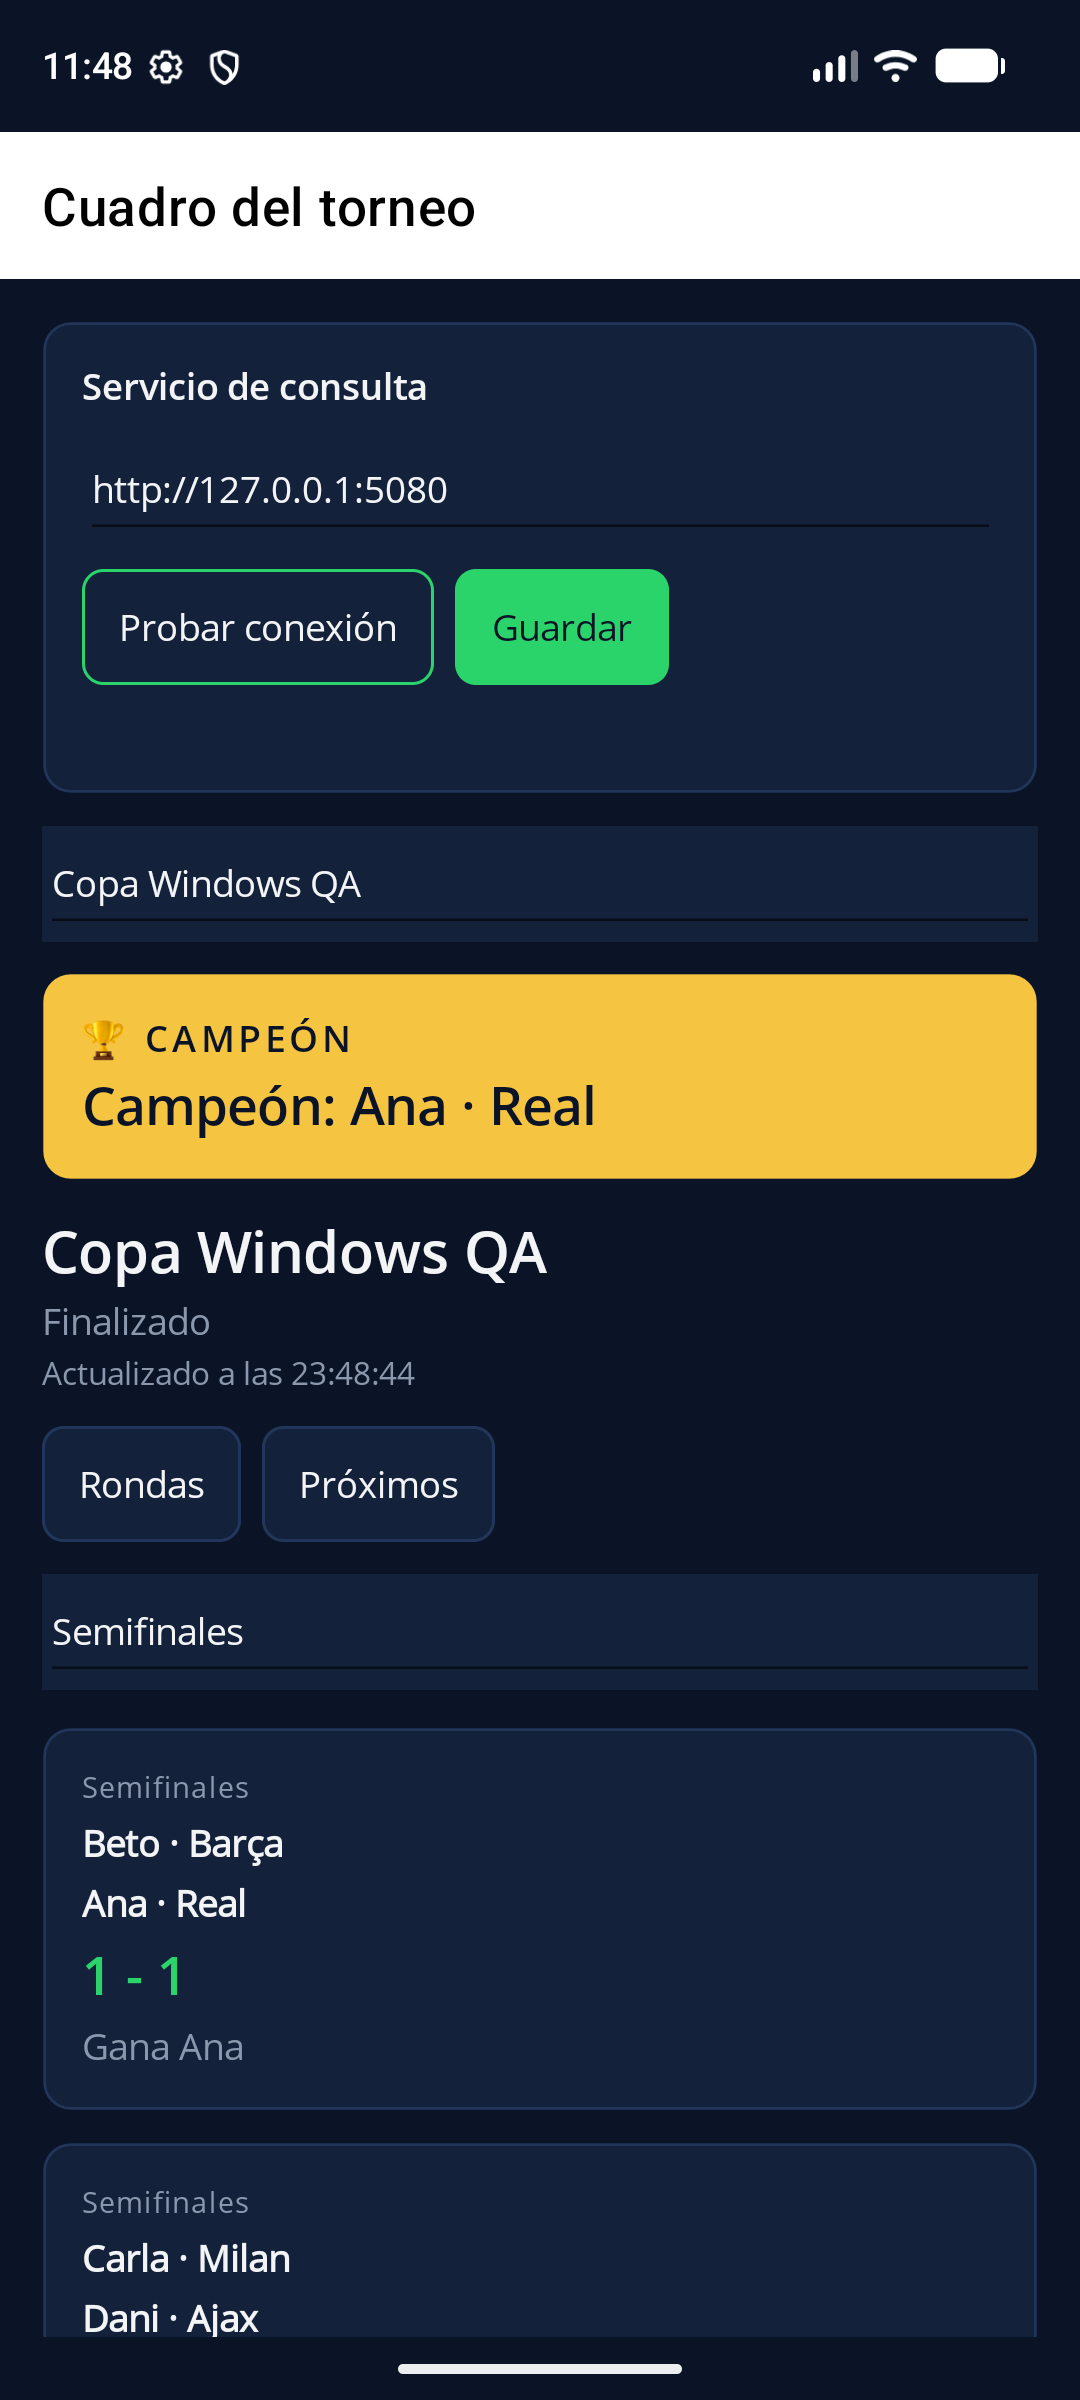 11:48
Cuadro del torneo
Servicio de consulta
http://127.0.0.1:5080
Probar conexión Guardar
Copa Windows QA
🏆 CAMPEÓN
Campeón: Ana · Real
Copa Windows QA
Finalizado
Actualizado a las 23:48:44
Rondas Próximos
Semifinales
Semifinales
Beto · Barça
Ana · Real
1 - 1
Gana Ana
Semifinales
Carla · Milan
Dani · Ajax